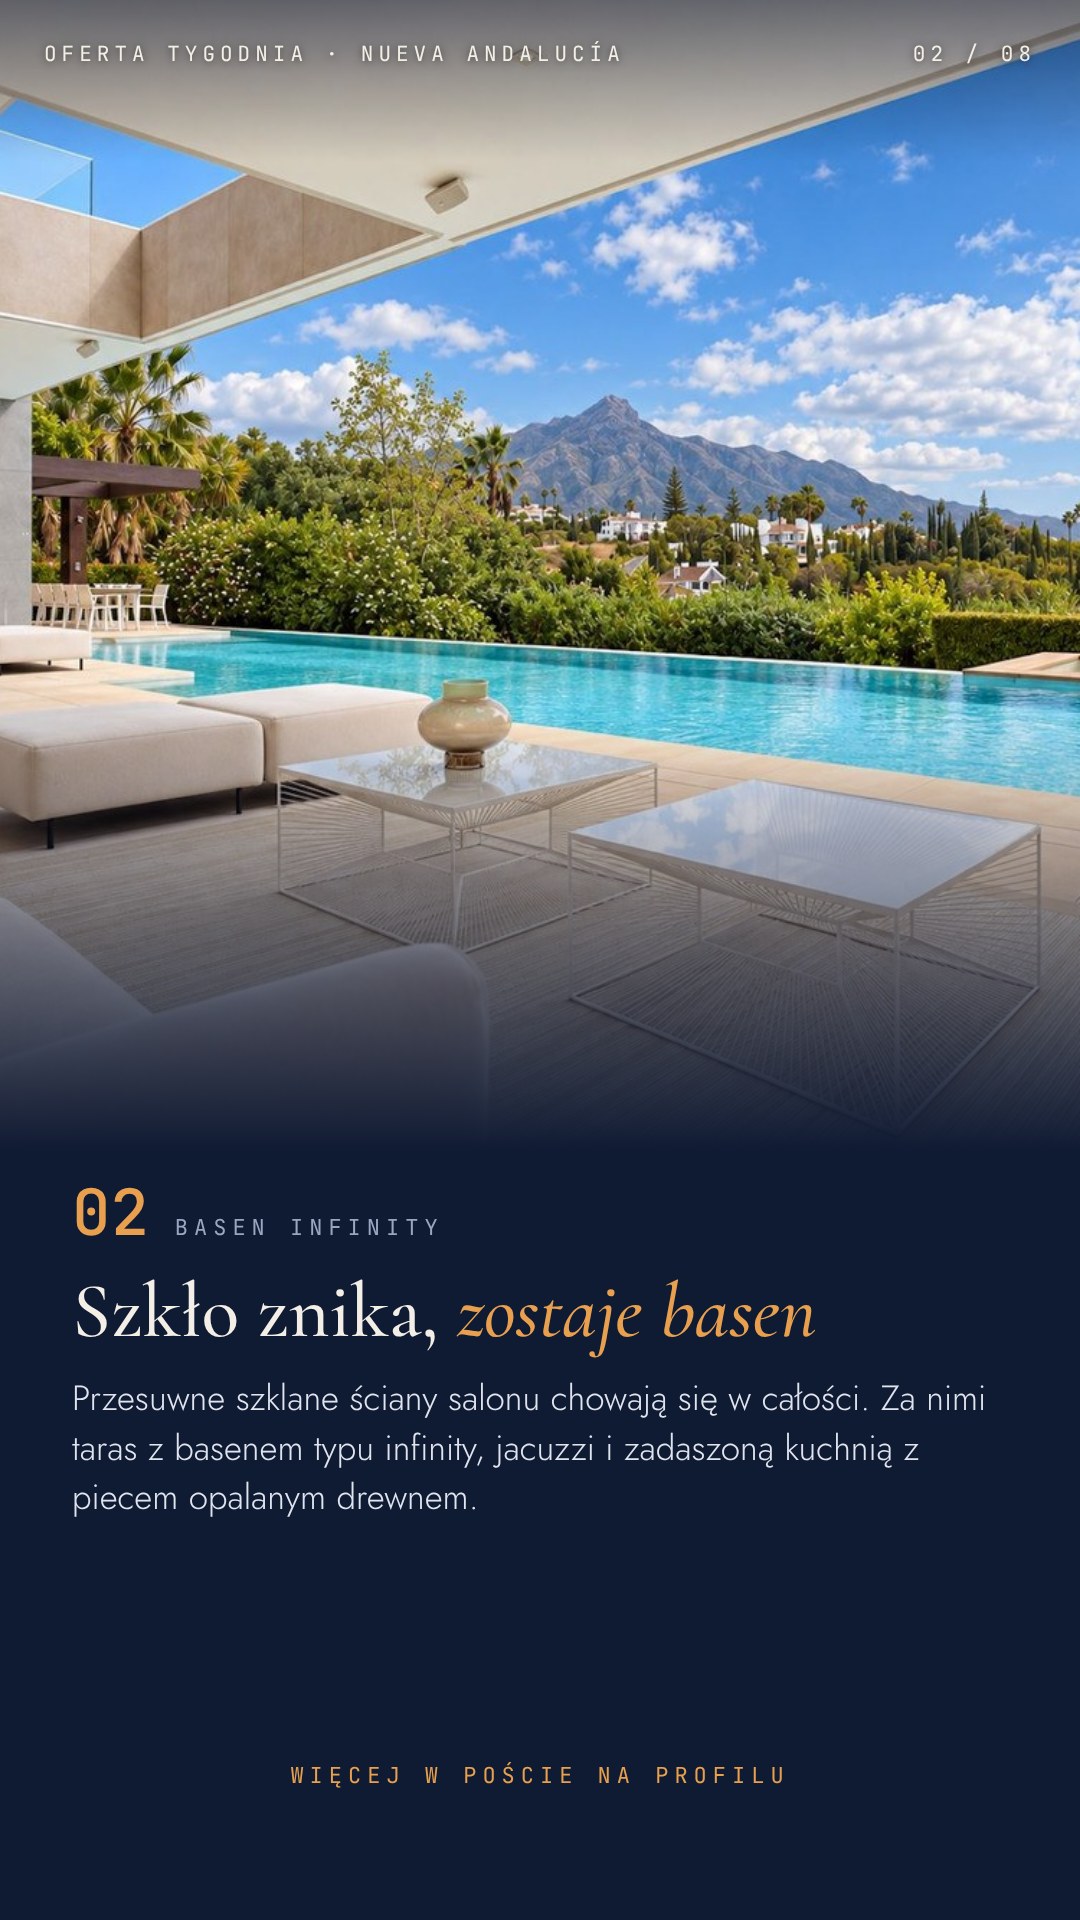 OFERTA TYGODNIA · NUEVA ANDALUCÍA
02 / 08
02 BASEN INFINITY
Szkło znika, zostaje basen
Przesuwne szklane ściany salonu chowają się w całości. Za nimi
taras z basenem typu infinity, jacuzzi i zadaszoną kuchnią z
piecem opalanym drewnem.
WIĘCEJ W POŚCIE NA PROFILU